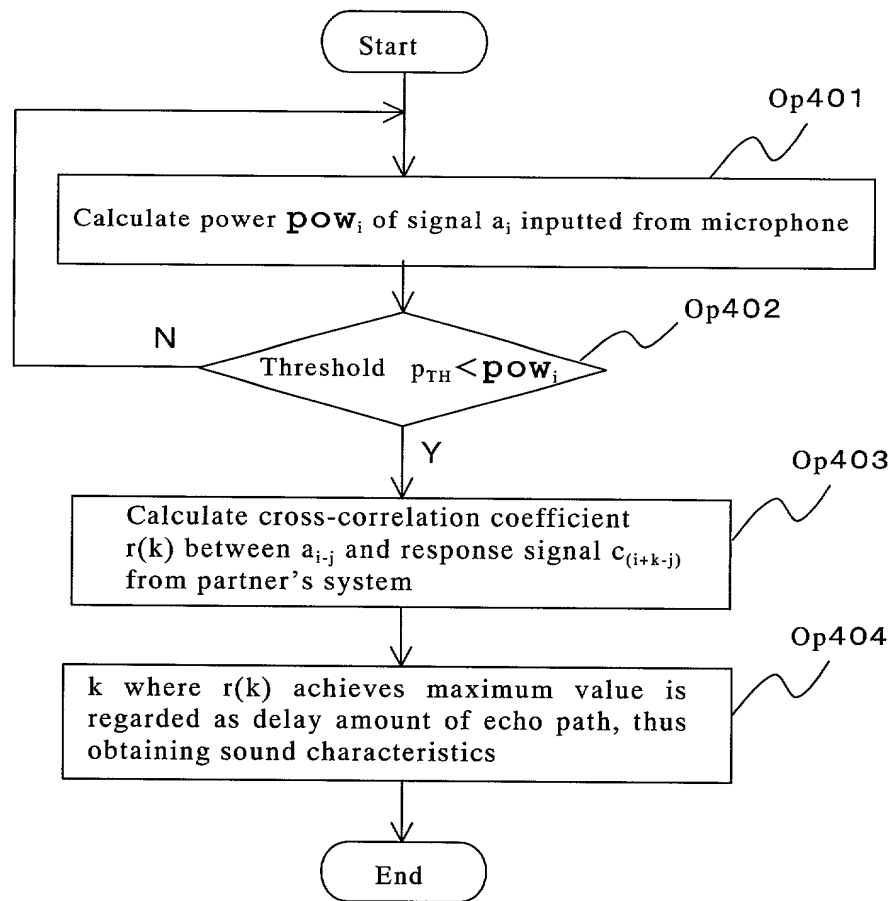 Start
Op401
Calculate power pow_i of signal a_i inputted from microphone
Op402
N
Threshold p_TH < pow_i
Y
Op403
Calculate cross-correlation coefficient
r(k) between a_i-j and response signal c_(i+k-j)
from partner's system
Op404
k where r(k) achieves maximum value is
regarded as delay amount of echo path, thus
obtaining sound characteristics
End